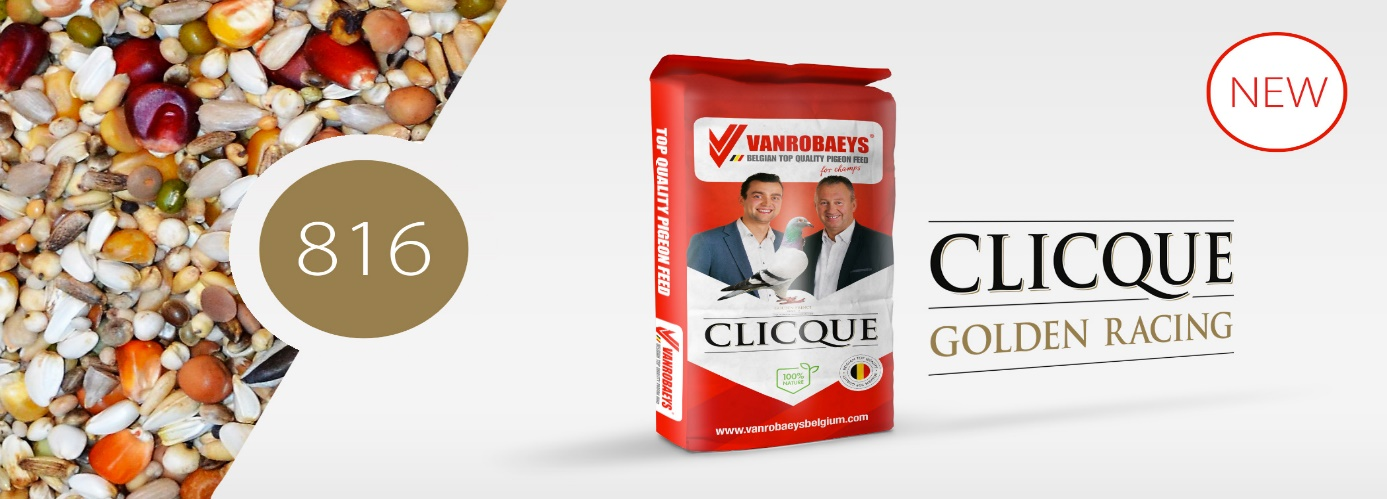 816
TOP QUALITY PIGEON FEED
VANROBAEYS
VANROBAEYS®
BELGIAN TOP QUALITY PIGEON FEED
for champs
CLICQUE
100%
NATURE
www.vanrobaeysbelgium.com
NEW
CLICQUE
GOLDEN RACING